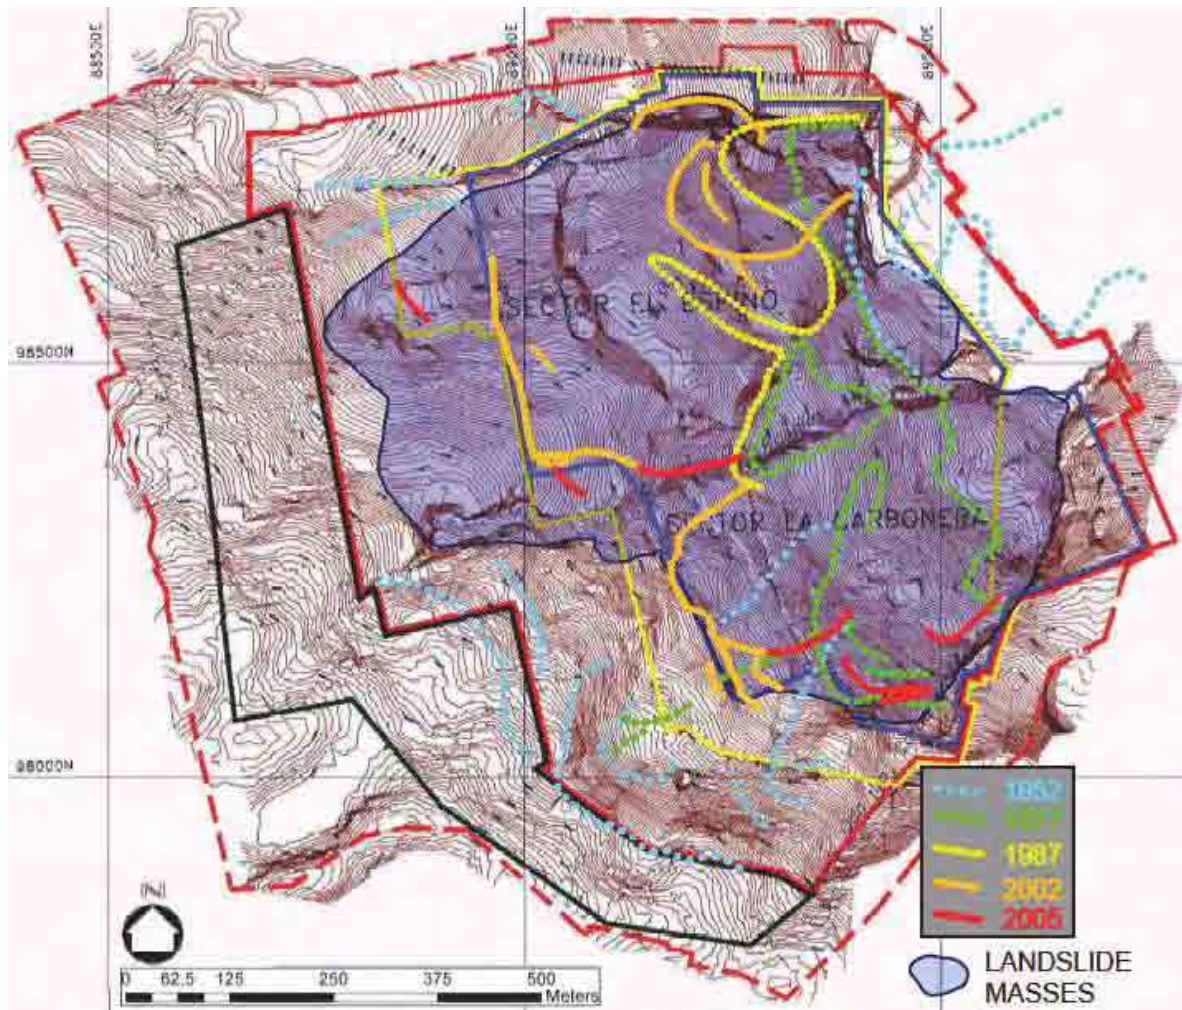 88500E
98500N
SECTOR EL ESPINO
SECTOR LA CARBONERA
98000N
1987
2002
2005
N
0 62.5 125 250 375 500
Meters
LANDSLIDE
MASSES